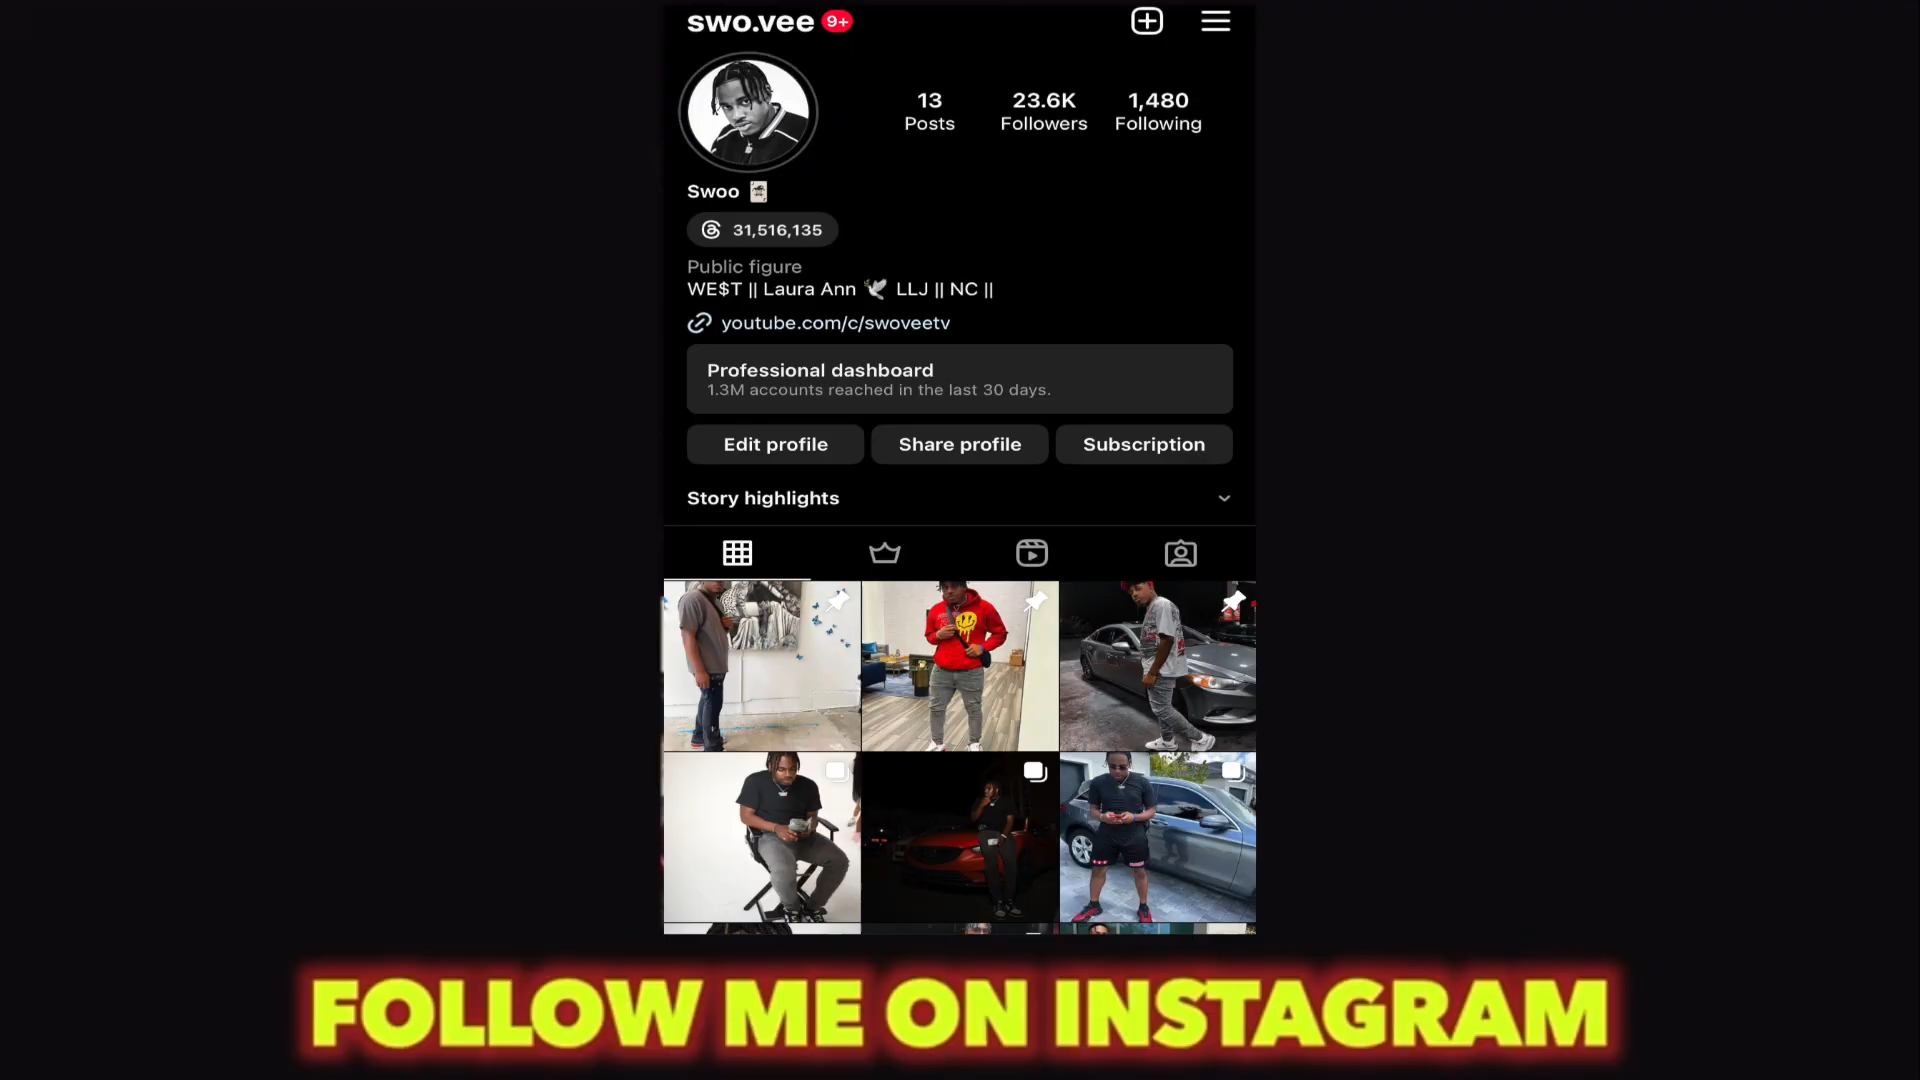 swo.vee 9+
13 23.6K 1,480
Posts Followers Following
Swoo
31,516,135
Public figure
WE$T || Laura Ann 🕊️ LLJ || NC ||
youtube.com/c/swoveetv
Professional dashboard
1.3M accounts reached in the last 30 days.
Edit profile Share profile Subscription
Story highlights
FOLLOW ME ON INSTAGRAM